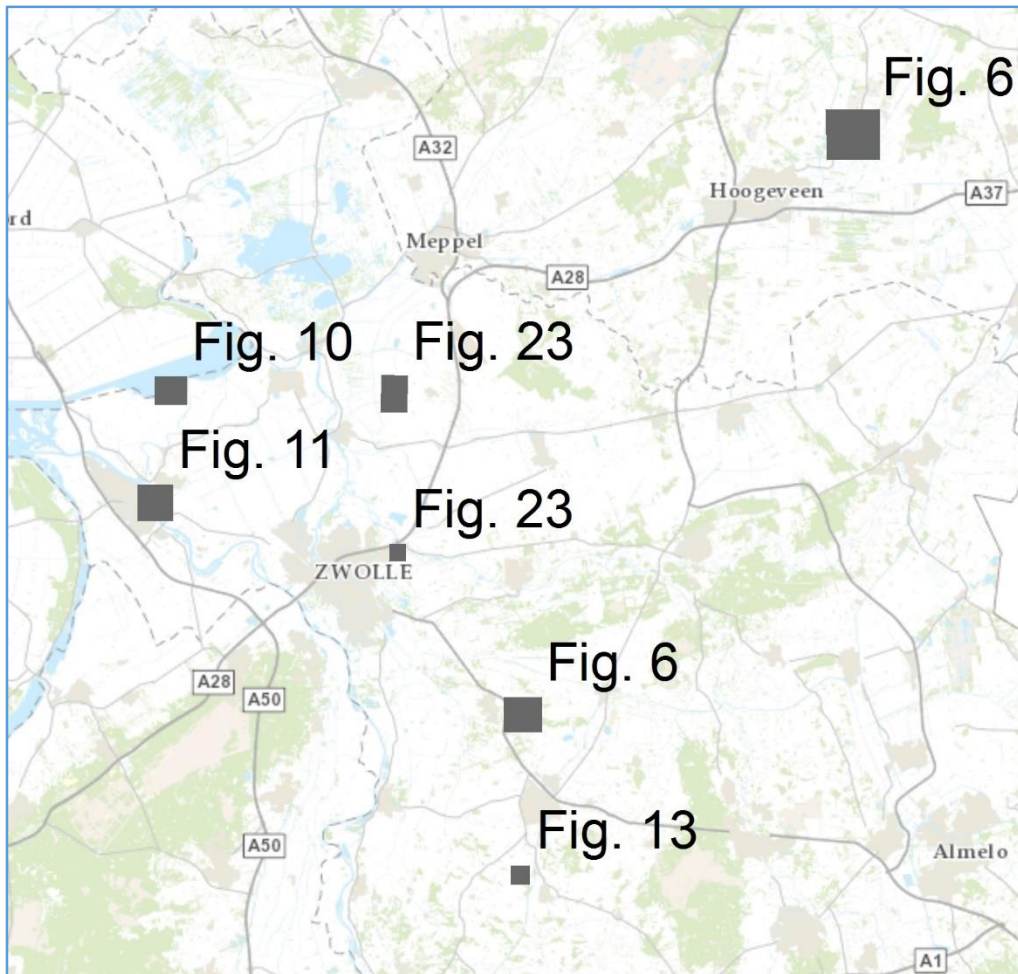 Fig. 6
A32
Hoogeveen
A37
ord
Meppel
A28
Fig. 10
Fig. 23
Fig. 11
Fig. 23
ZWOLLE
Fig. 6
A28
A50
Fig. 13
A50
Almelo
A1